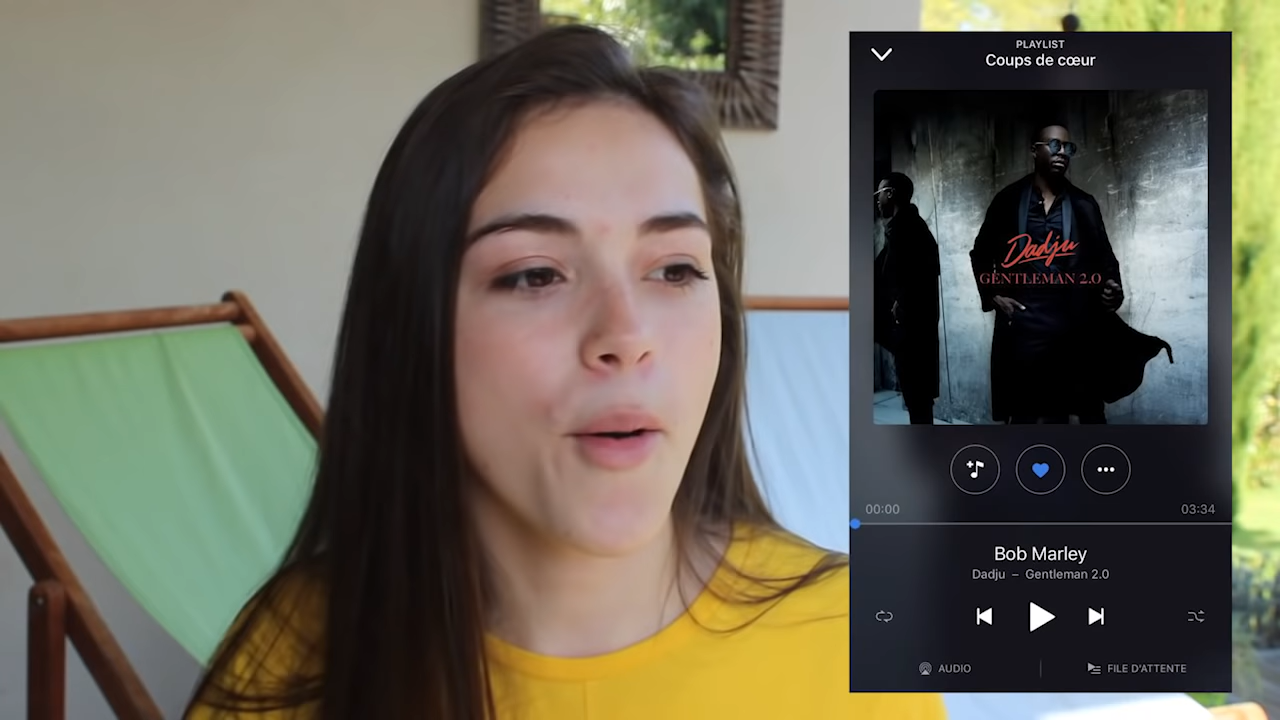 PLAYLIST
Coups de cœur
Dadju
GENTLEMAN 2.0
00:00
03:34
Bob Marley
Dadju – Gentleman 2.0
AUDIO
FILE D'ATTENTE